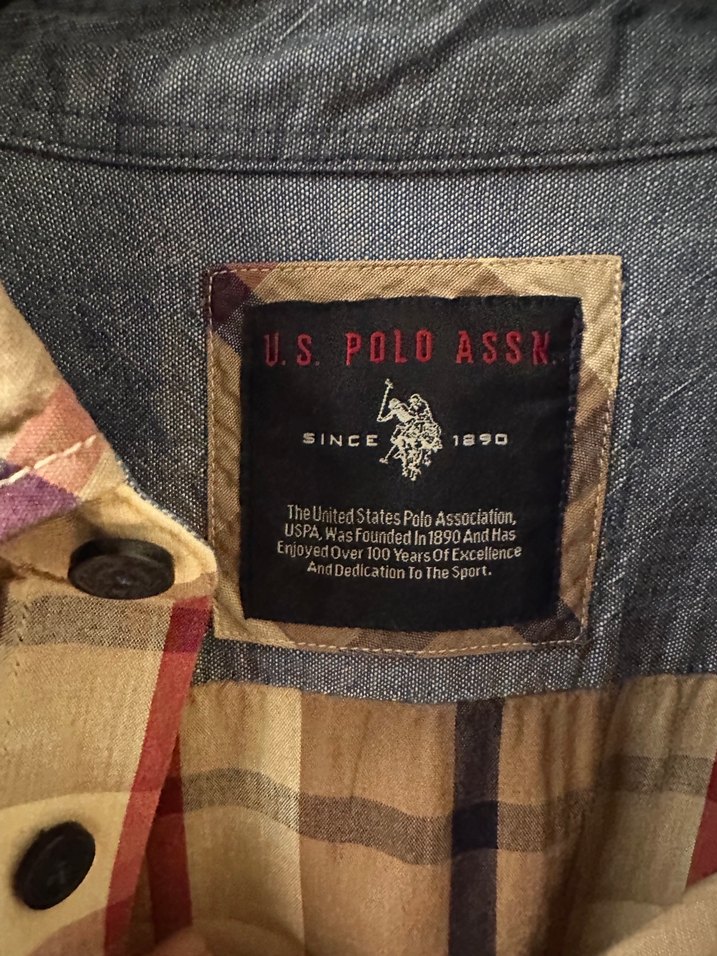 U.S. POLO ASSN.
SINCE 1890
The United States Polo Association,
USPA, Was Founded In 1890 And Has
Enjoyed Over 100 Years Of Excellence
And Dedication To The Sport.